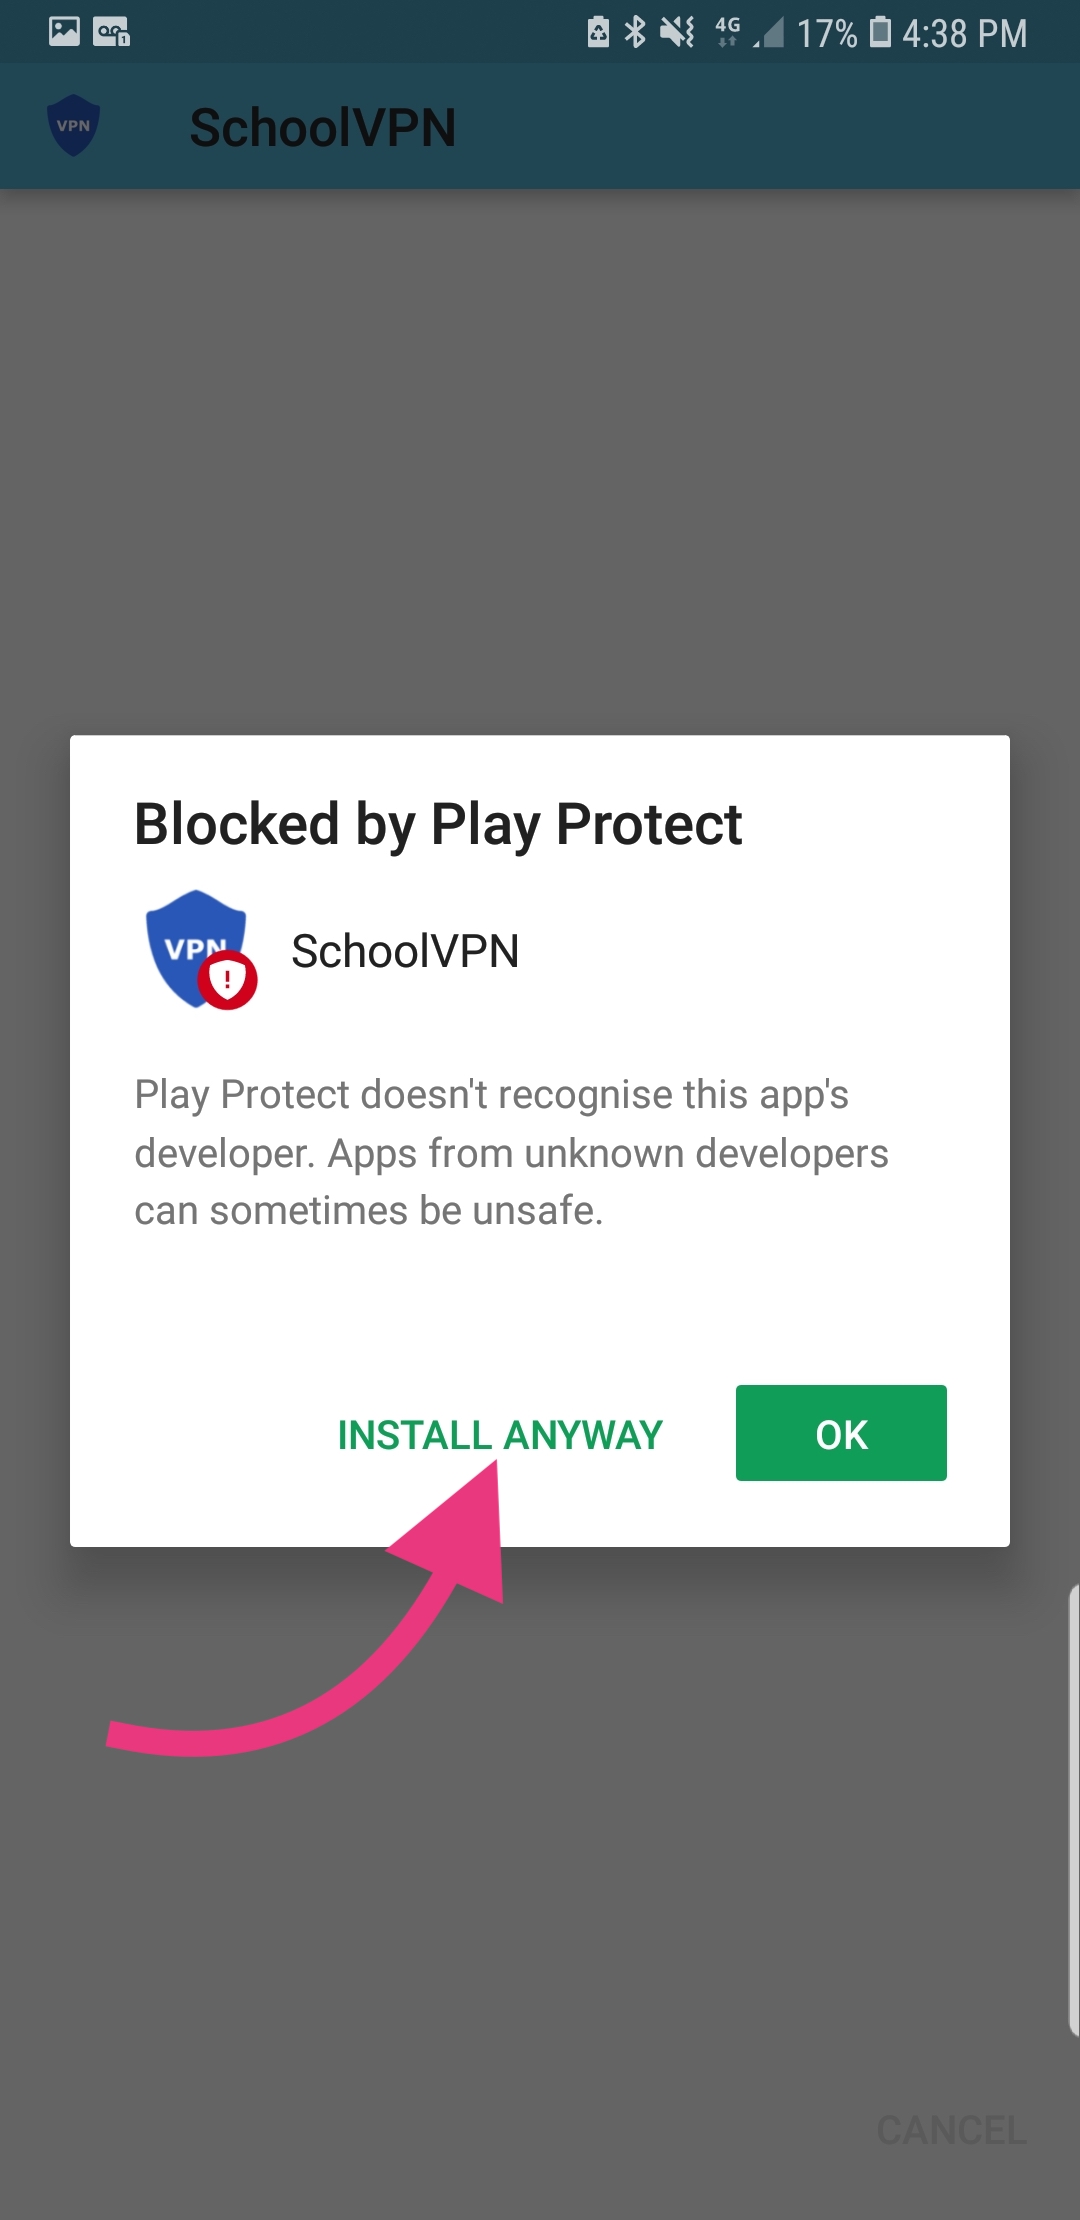 4G 17% 4:38 PM
VPN SchoolVPN
Blocked by Play Protect
VPN SchoolVPN
Play Protect doesn't recognise this app's
developer. Apps from unknown developers
can sometimes be unsafe.
INSTALL ANYWAY OK
CANCEL